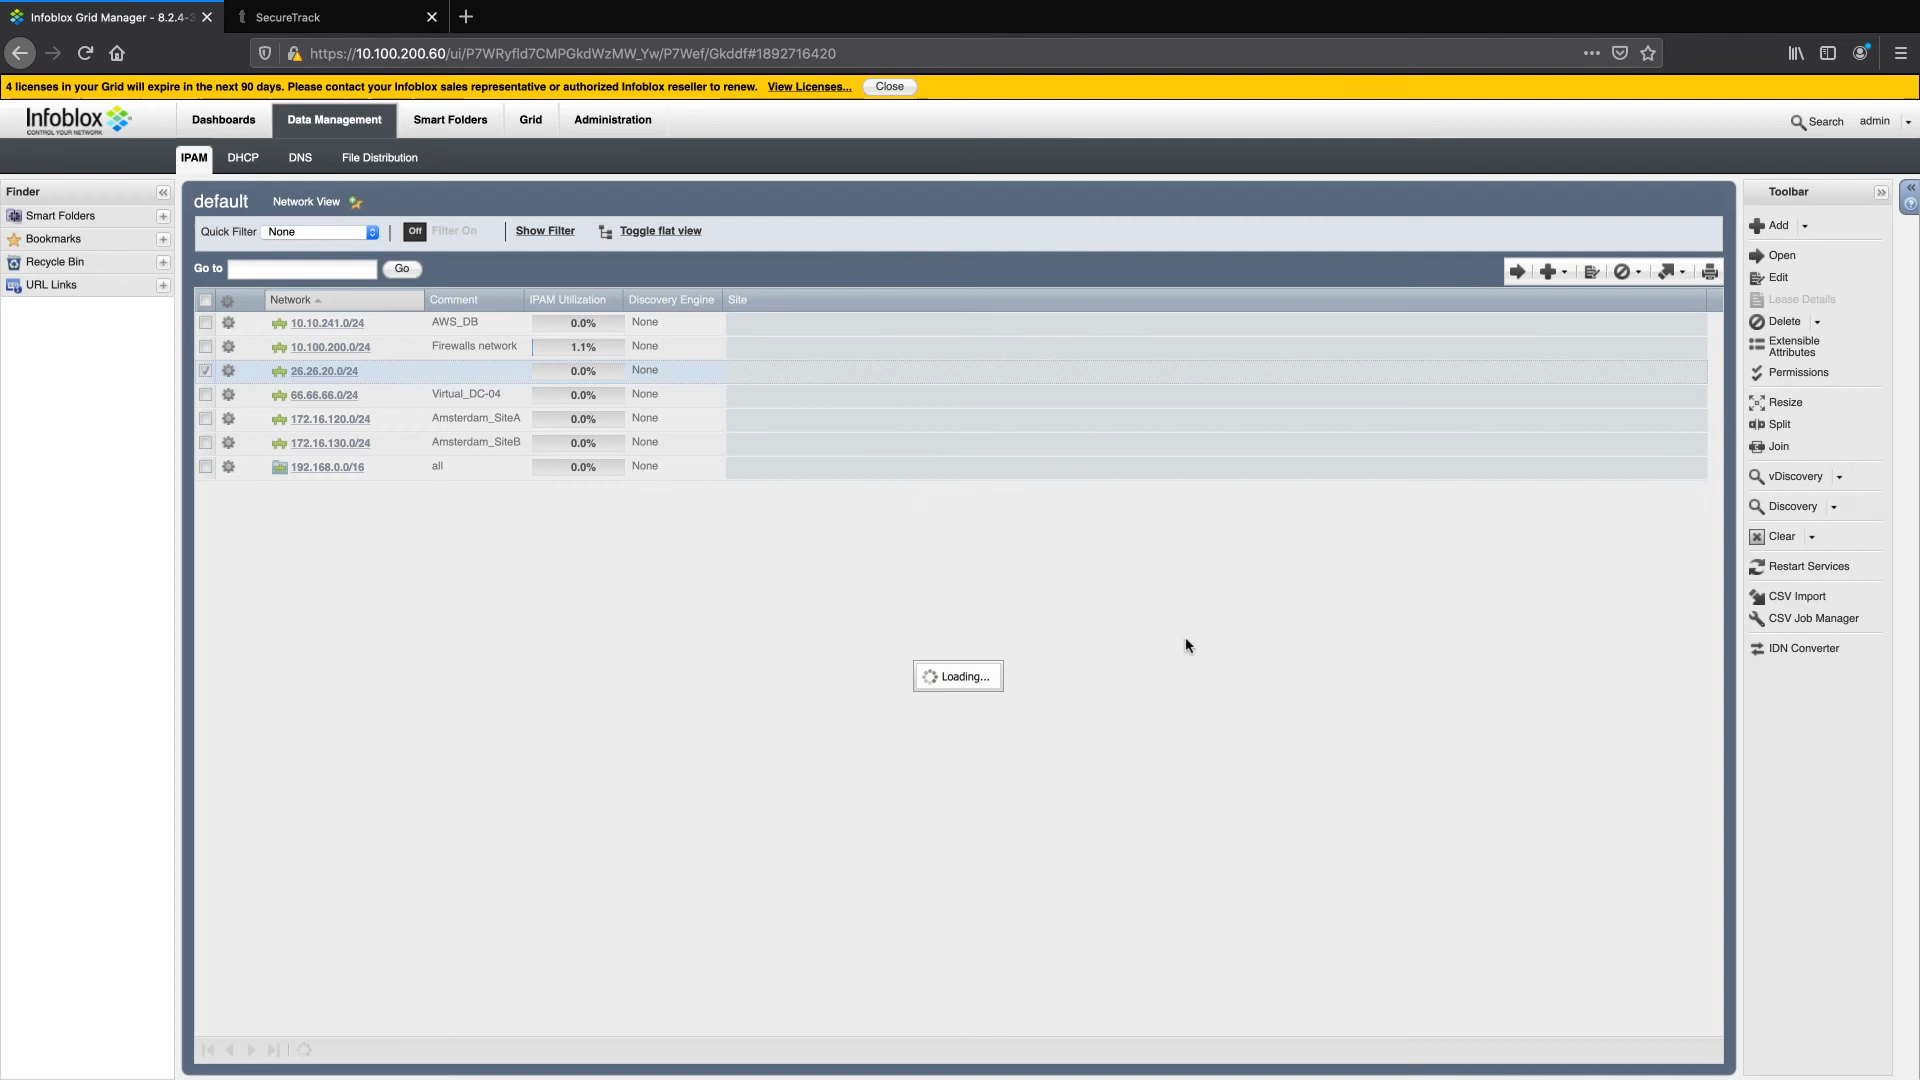 Infoblox Grid Manager - 8.2.4-3
SecureTrack
https://10.100.200.60/ui/P7WRyfld7CMPGkdWzMW_Yw/P7Wef/Gkddf#1892716420
4 licenses in your Grid will expire in the next 90 days. Please contact your Infoblox sales representative or authorized Infoblox reseller to renew. View Licenses... Close
Infoblox
CONTROL YOUR NETWORK
Dashboards Data Management Smart Folders Grid Administration
Search admin
IPAM DHCP DNS File Distribution
Finder
Smart Folders
Bookmarks
Recycle Bin
URL Links
default Network View
Quick Filter None Off Filter On Show Filter Toggle flat view
Go to Go
Network Comment IPAM Utilization Discovery Engine Site
10.10.241.0/24 AWS_DB 0.0% None
10.100.200.0/24 Firewalls network 1.1% None
26.26.20.0/24 0.0% None
66.66.66.0/24 Virtual_DC-04 0.0% None
172.16.120.0/24 Amsterdam_SiteA 0.0% None
172.16.130.0/24 Amsterdam_SiteB 0.0% None
192.168.0.0/16 all 0.0% None
Loading...
Toolbar
Add
Open
Edit
Lease Details
Delete
Extensible
Attributes
Permissions
Resize
Split
Join
vDiscovery
Discovery
Clear
Restart Services
CSV Import
CSV Job Manager
IDN Converter